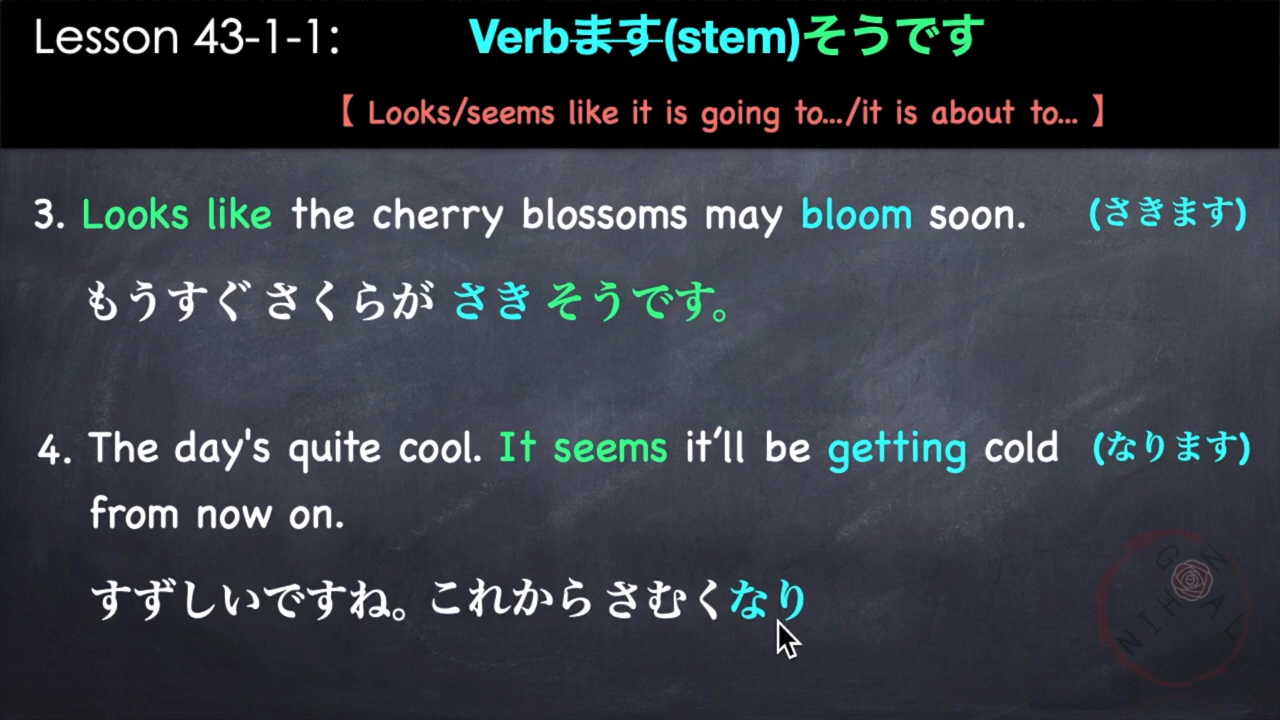 Lesson 43-1-1:
Verbます(stem)そうです
【 Looks/seems like it is going to.../it is about to... 】
3. Looks like the cherry blossoms may bloom soon. (さきます)
もうすぐ さくらが さき そうです。
4. The day's quite cool. It seems it’ll be getting cold (なります)
from now on.
すずしいですね。 これから さむくなり
NIHONGOAL